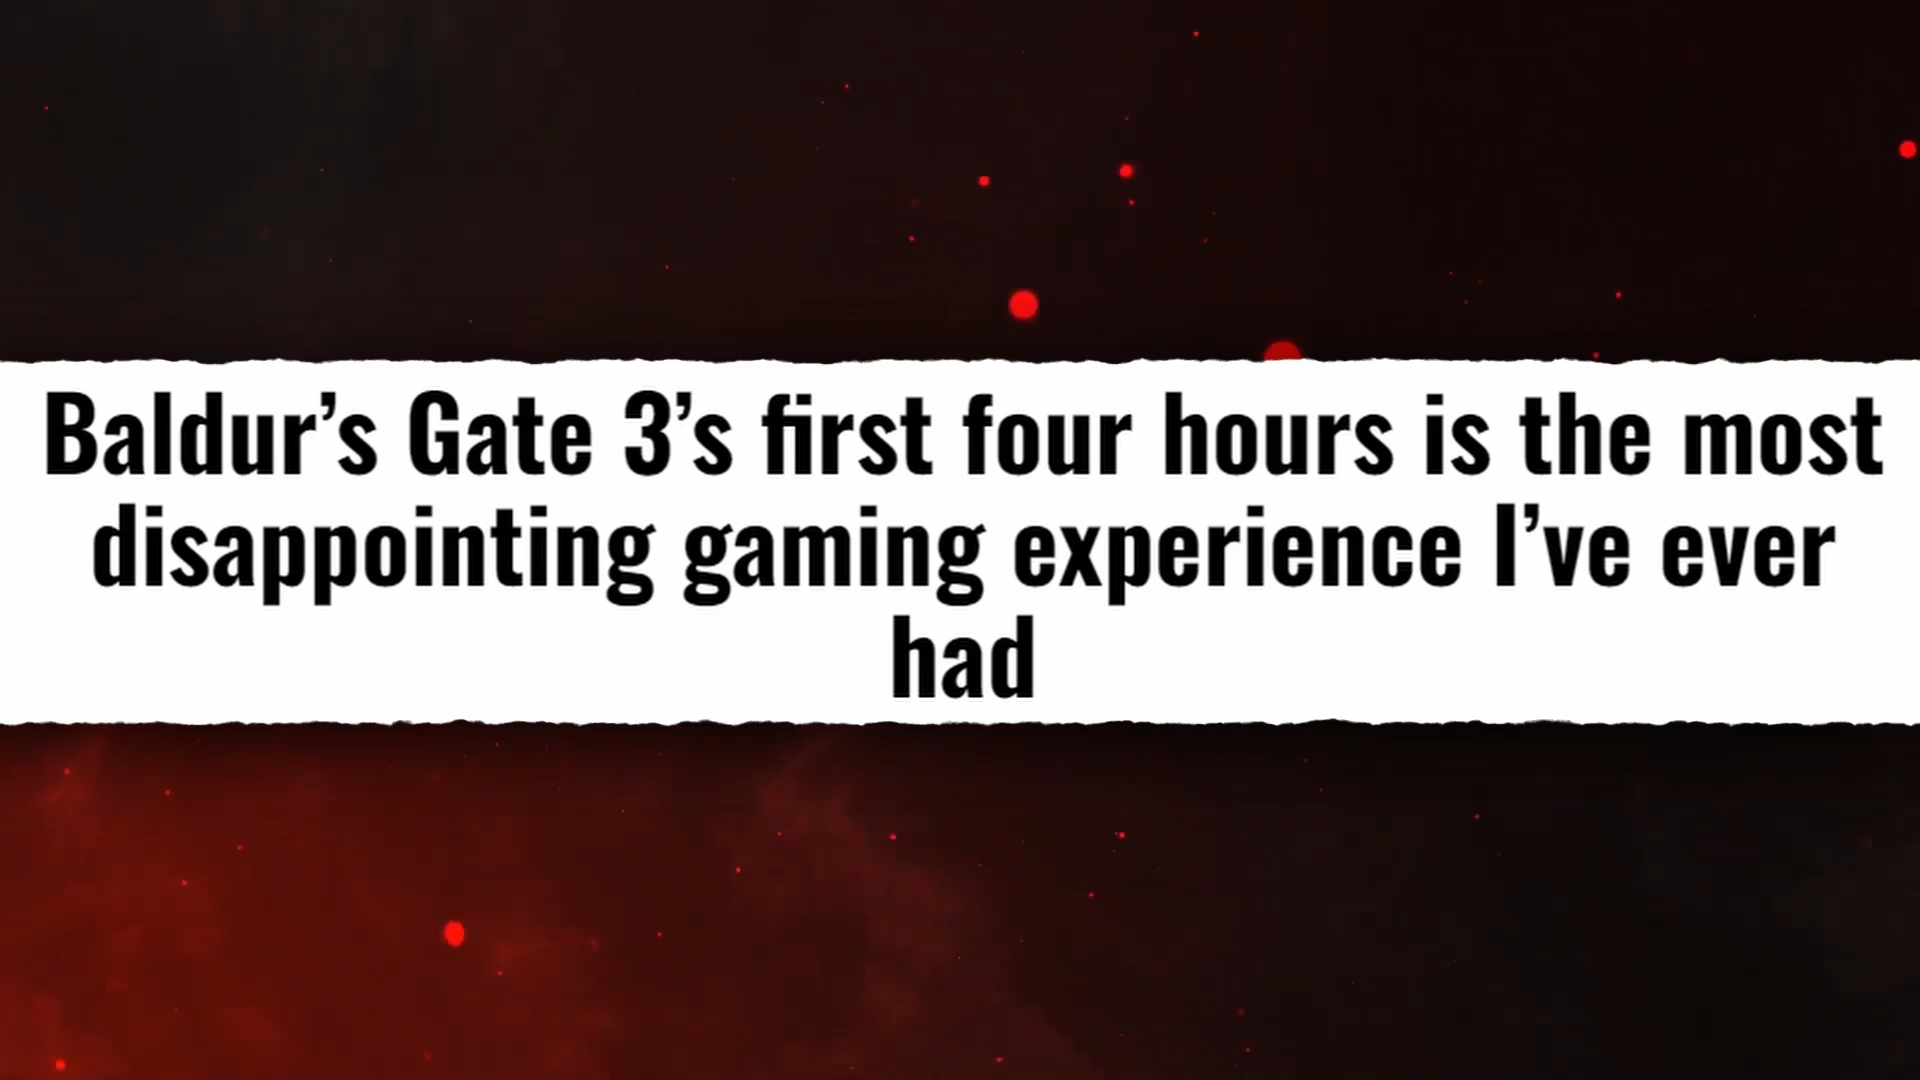 Baldur’s Gate 3’s first four hours is the most
disappointing gaming experience I’ve ever
had